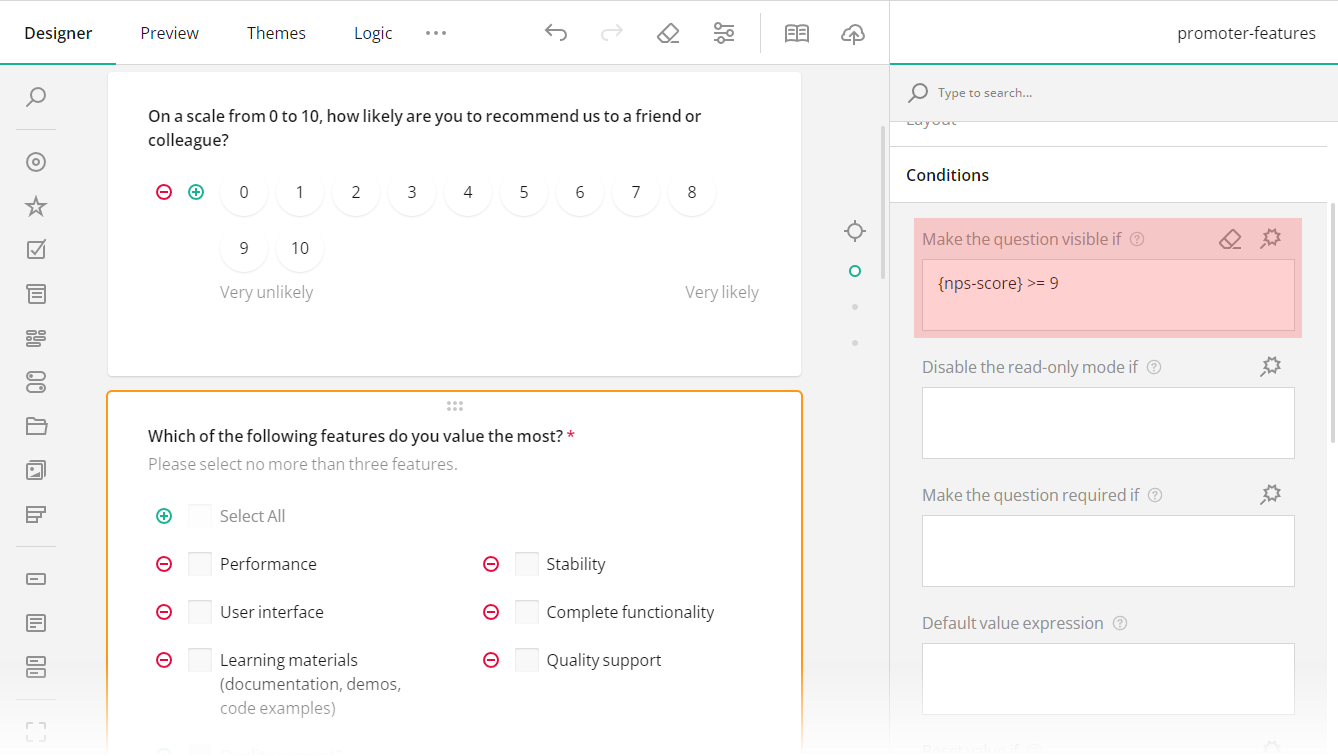 Designer Preview Themes Logic
promoter-features
Type to search...
On a scale from 0 to 10, how likely are you to recommend us to a friend or
colleague?
0 1 2 3 4 5 6 7 8
9 10
Very unlikely Very likely
Which of the following features do you value the most? *
Please select no more than three features.
Select All
Performance Stability
User interface Complete functionality
Learning materials Quality support
(documentation, demos,
code examples)
Layout
Conditions
Make the question visible if
{nps-score} >= 9
Disable the read-only mode if
Make the question required if
Default value expression
Reset value if